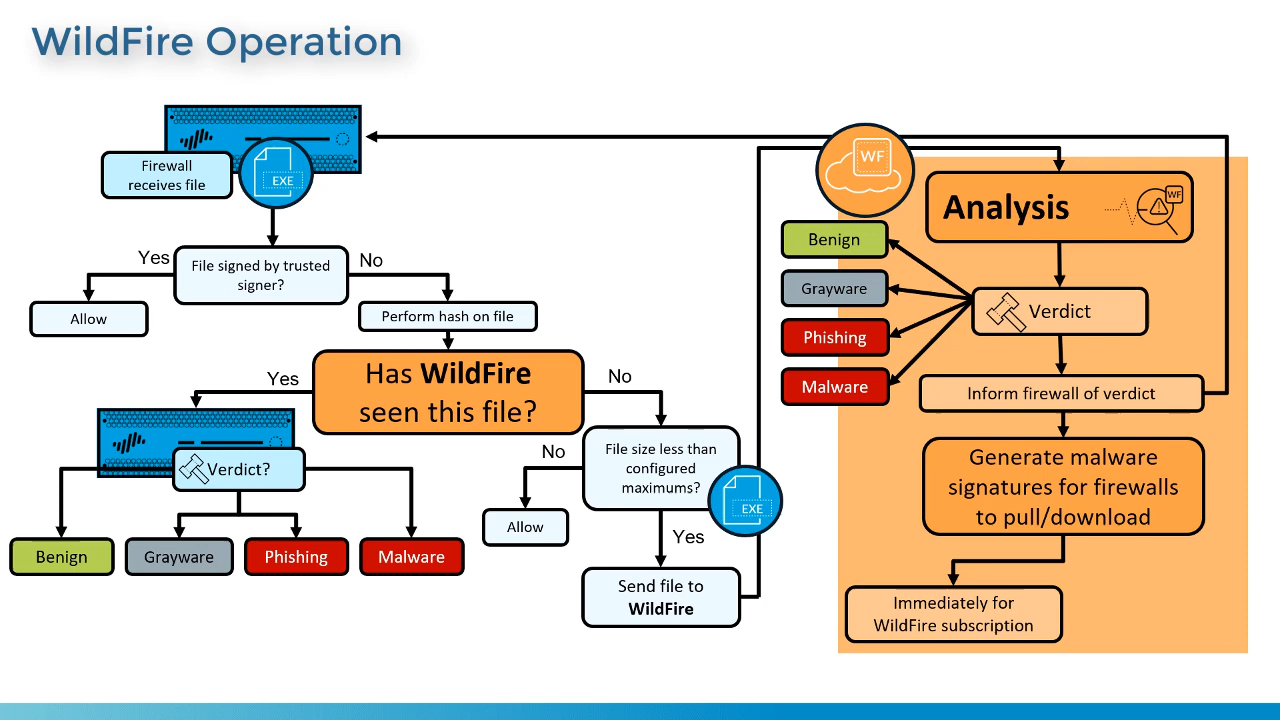 WildFire Operation
Firewall
receives file
EXE
File signed by trusted
signer?
Yes
No
Allow
Perform hash on file
Has WildFire
seen this file?
Yes
No
Verdict?
Benign
Grayware
Phishing
Malware
File size less than
configured
maximums?
EXE
No
Allow
Yes
Send file to
WildFire
WF
Analysis
WF
Verdict
Benign
Grayware
Phishing
Malware
Inform firewall of verdict
Generate malware
signatures for firewalls
to pull/download
Immediately for
WildFire subscription